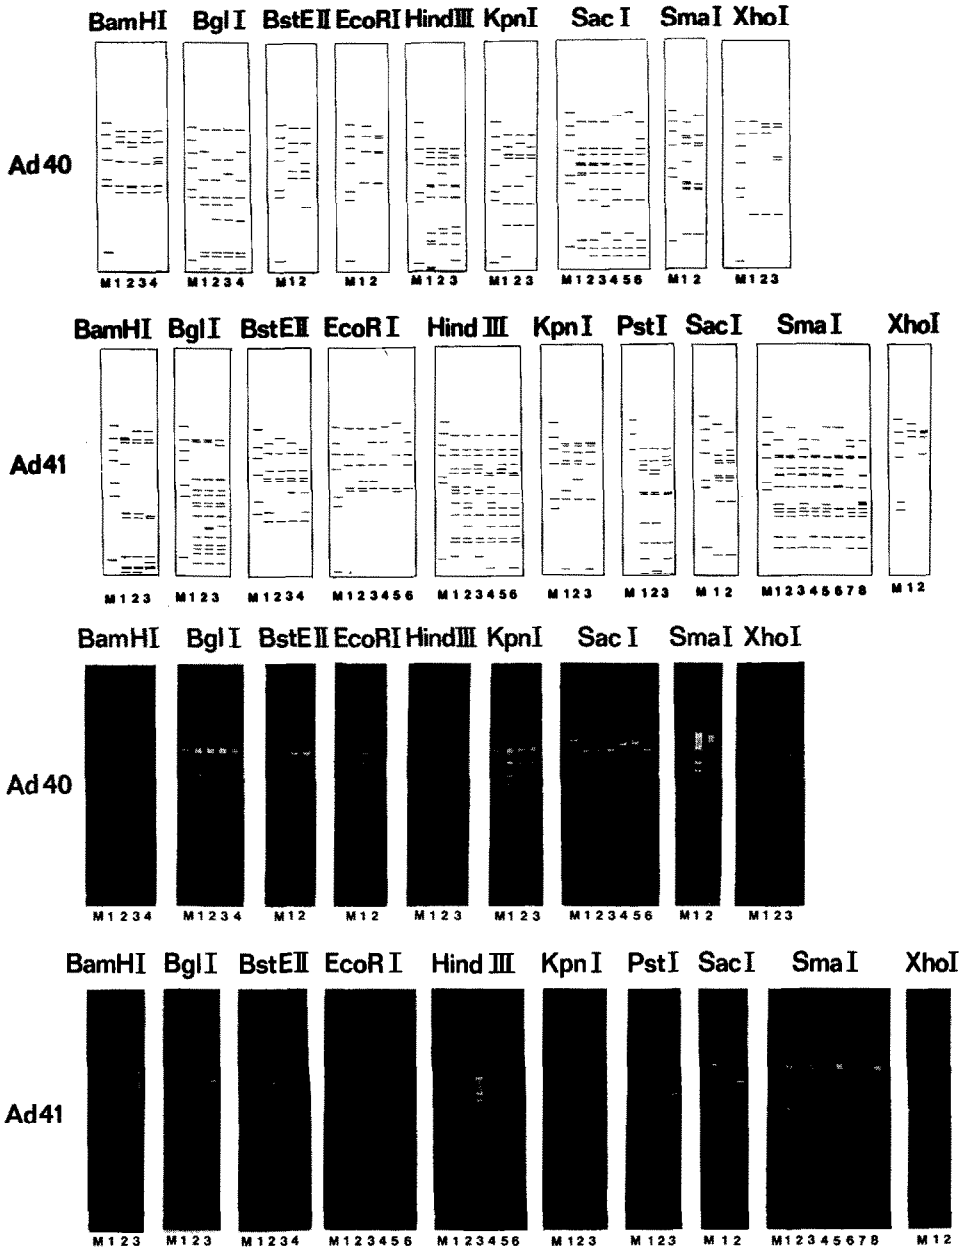 BamHI BglI BstEII EcoRI HindIII KpnI SacI SmaI XhoI
Ad40
M1234 M1234 M12 M12 M123 M123 M123456 M12 M123
BamHI BglI BstEII EcoRI HindIII KpnI PstI SacI SmaI XhoI
Ad41
M123 M123 M1234 M123456 M123456 M123 M123 M12 M12345678 M12
BamHI BglI BstEII EcoRI HindIII KpnI SacI SmaI XhoI
Ad40
M1234 M1234 M12 M12 M123 M123 M123456 M12 M123
BamHI BglI BstEII EcoRI HindIII KpnI PstI SacI SmaI XhoI
Ad41
M123 M123 M1234 M123456 M123456 M123 M123 M12 M12345678 M12